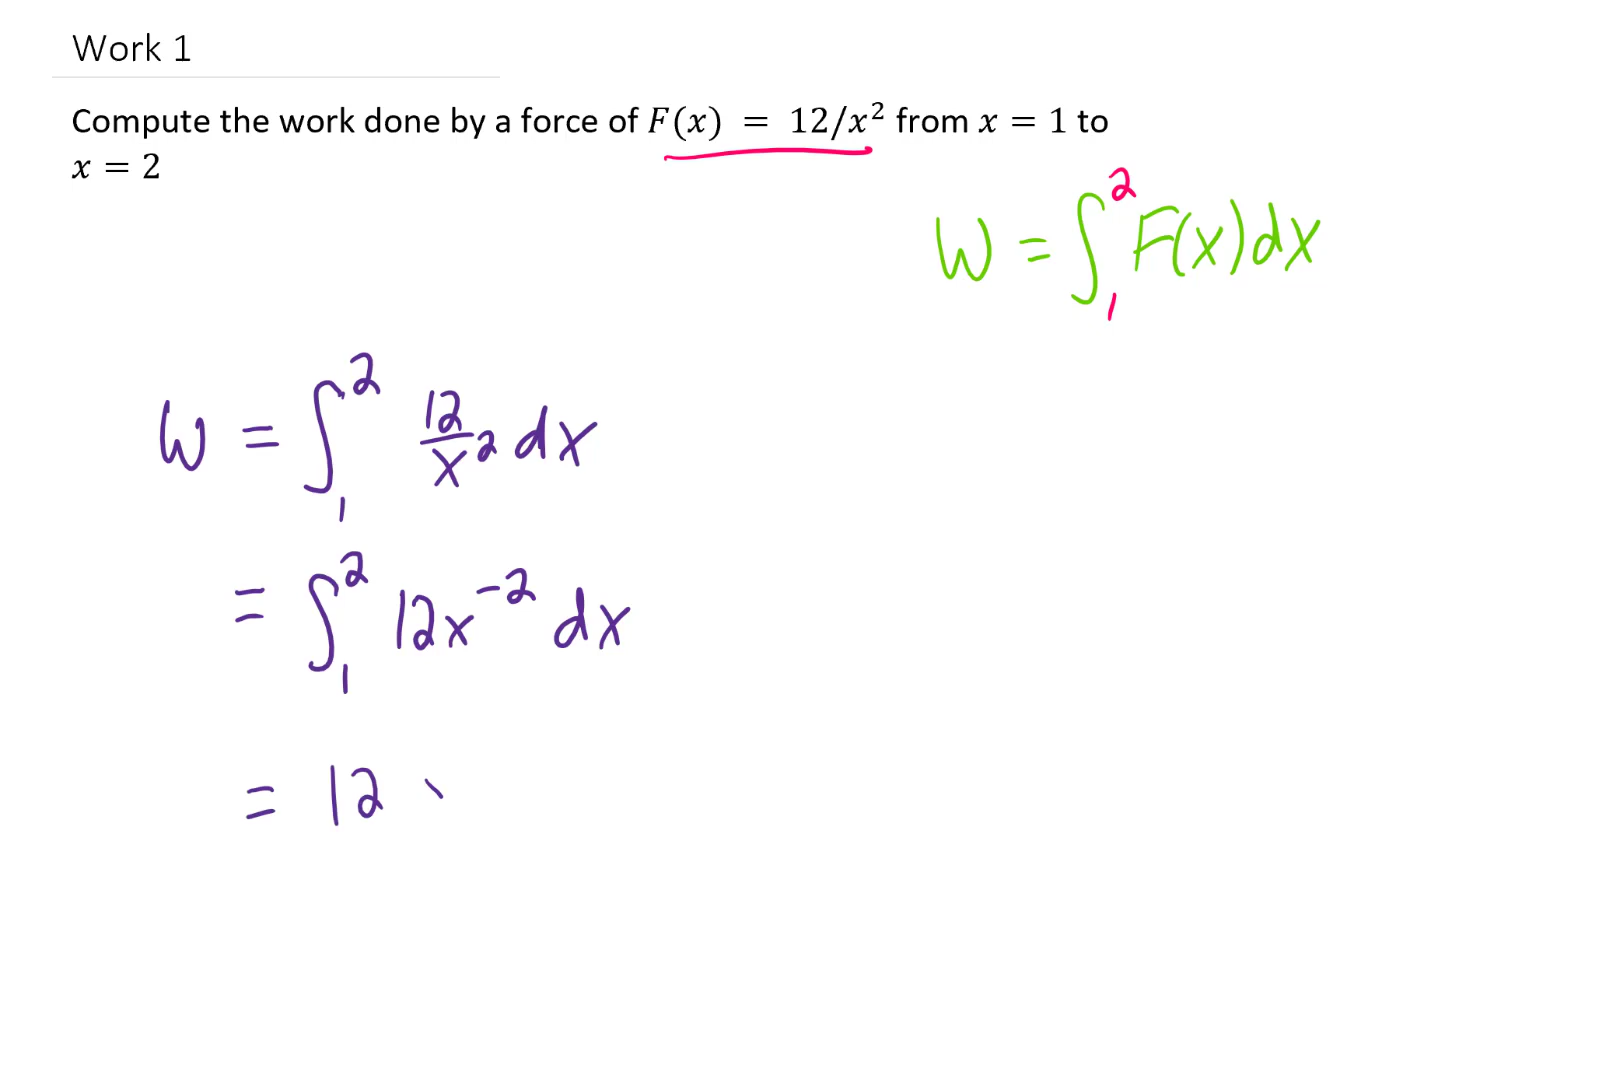 Work 1
Compute the work done by a force of F(x) = 12/x² from x = 1 to
x = 2
W = ∫₁² F(x)dx
W = ∫₁² 12/x² dx
= ∫₁² 12x⁻² dx
= 12